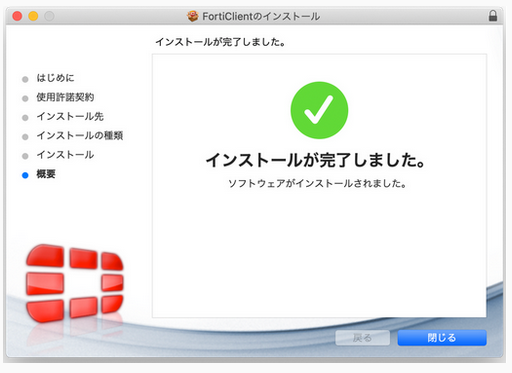 FortiClientのインストール
インストールが完了しました。
はじめに
使用許諾契約
インストール先
インストールの種類
インストール
概要
インストールが完了しました。
ソフトウェアがインストールされました。
戻る
閉じる